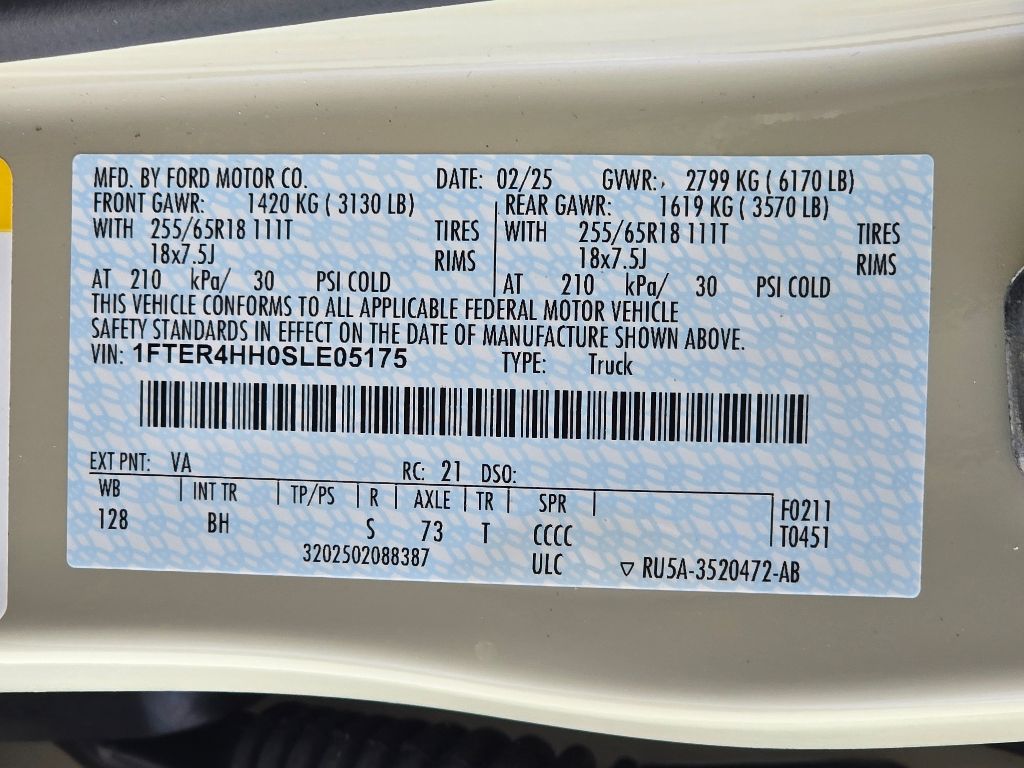 MFD. BY FORD MOTOR CO. DATE: 02/25 GVWR: 2799 KG ( 6170 LB)
FRONT GAWR: 1420 KG ( 3130 LB) REAR GAWR: 1619 KG ( 3570 LB)
WITH 255/65R18 111T TIRES WITH 255/65R18 111T TIRES
18x7.5J RIMS 18x7.5J RIMS
AT 210 kPa/ 30 PSI COLD AT 210 kPa/ 30 PSI COLD
THIS VEHICLE CONFORMS TO ALL APPLICABLE FEDERAL MOTOR VEHICLE
SAFETY STANDARDS IN EFFECT ON THE DATE OF MANUFACTURE SHOWN ABOVE.
VIN: 1FTER4HH0SLE05175 TYPE: Truck
EXT PNT: VA RC: 21 DSO:
WB INT TR TP/PS R AXLE TR SPR F0211
128 BH S 73 T CCCC T0451
3202502088387 ULC ▽ RU5A-3520472-AB